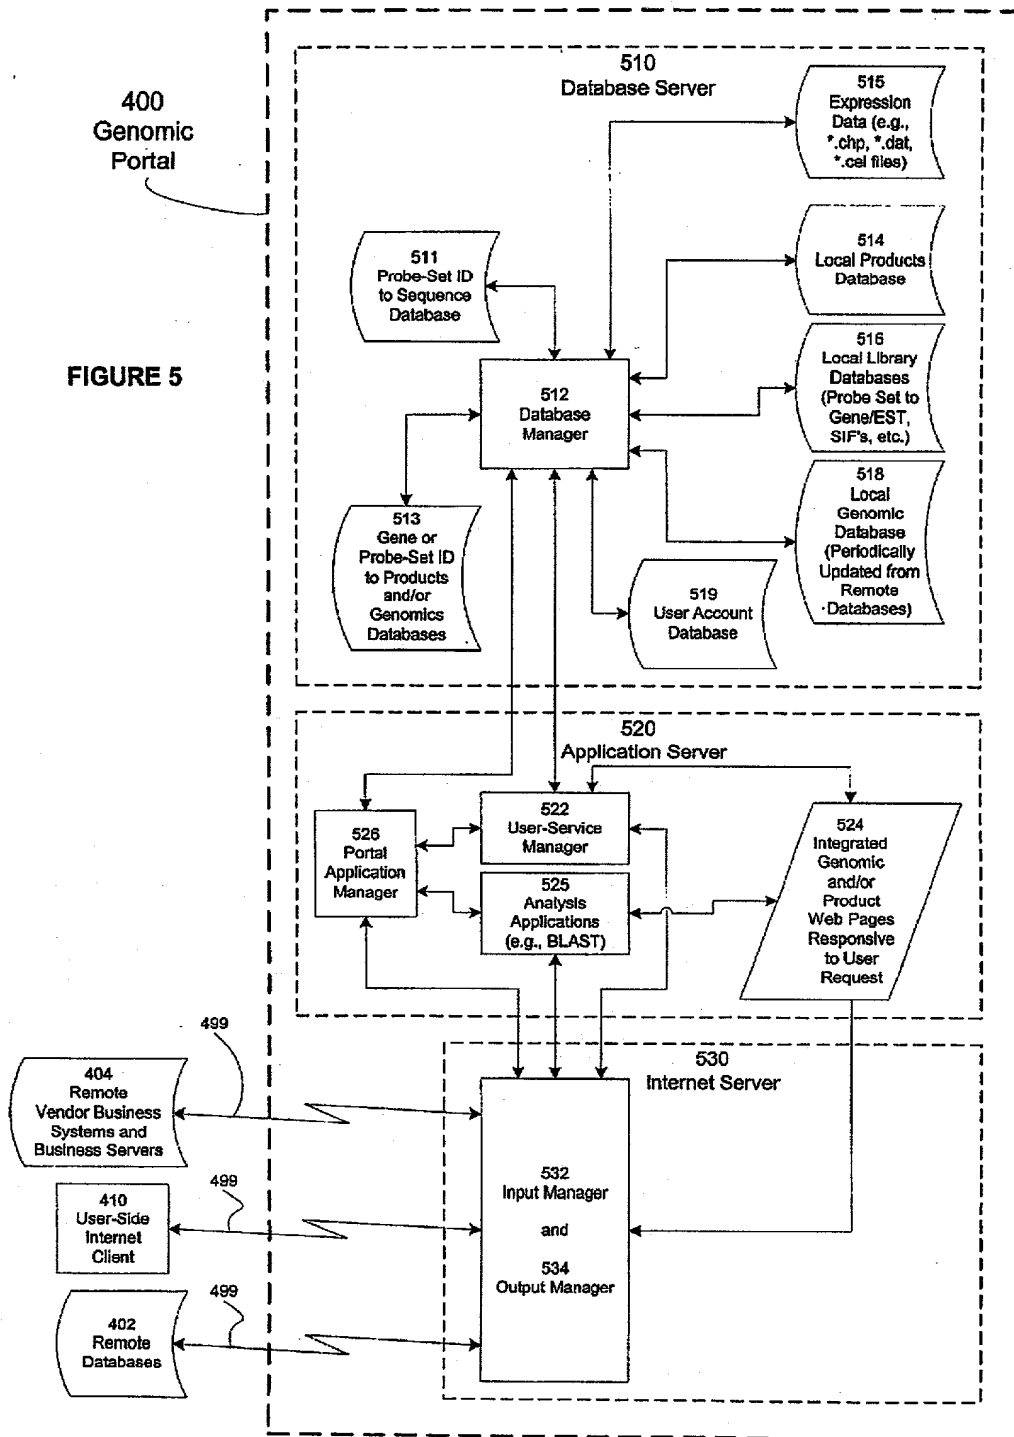 400
Genomic
Portal
FIGURE 5
510
Database Server
515
Expression
Data (e.g.,
*.chp, *.dat,
*.cel files)
511
Probe-Set ID
to Sequence
Database
514
Local Products
Database
512
Database
Manager
516
Local Library
Databases
(Probe Set to
Gene/EST,
SIF's, etc.)
513
Gene or
Probe-Set ID
to Products
and/or
Genomics
Databases
518
Local
Genomic
Database
(Periodically
Updated from
Remote
Databases)
519
User Account
Database
520
Application Server
526
Portal
Application
Manager
522
User-Service
Manager
525
Analysis
Applications
(e.g., BLAST)
524
Integrated
Genomic
and/or
Product
Web Pages
Responsive
to User
Request
530
Internet Server
499
404
Remote
Vendor Business
Systems and
Business Servers
499
410
User-Side
Internet
Client
499
402
Remote
Databases
532
Input Manager
and
534
Output Manager